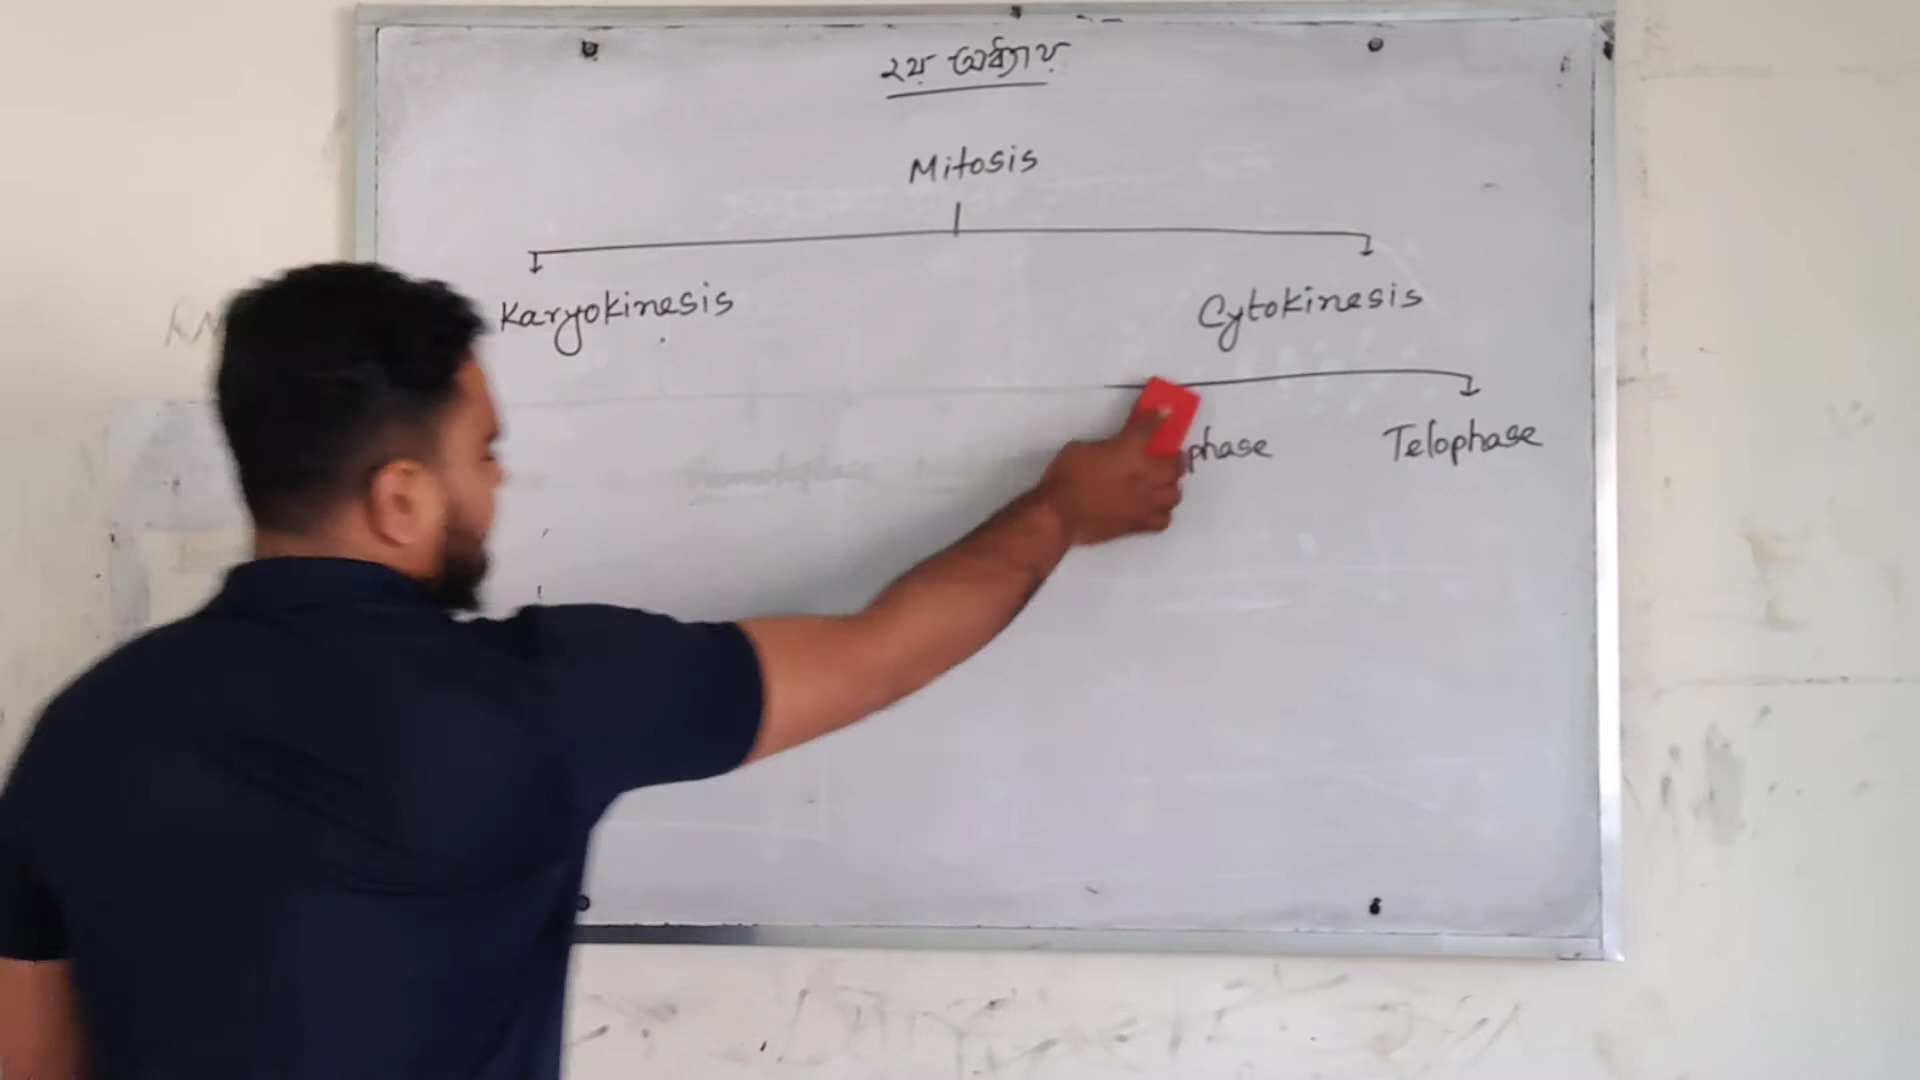 ২য় অধ্যায়
Mitosis
Karyokinesis Cytokinesis
phase Telophase